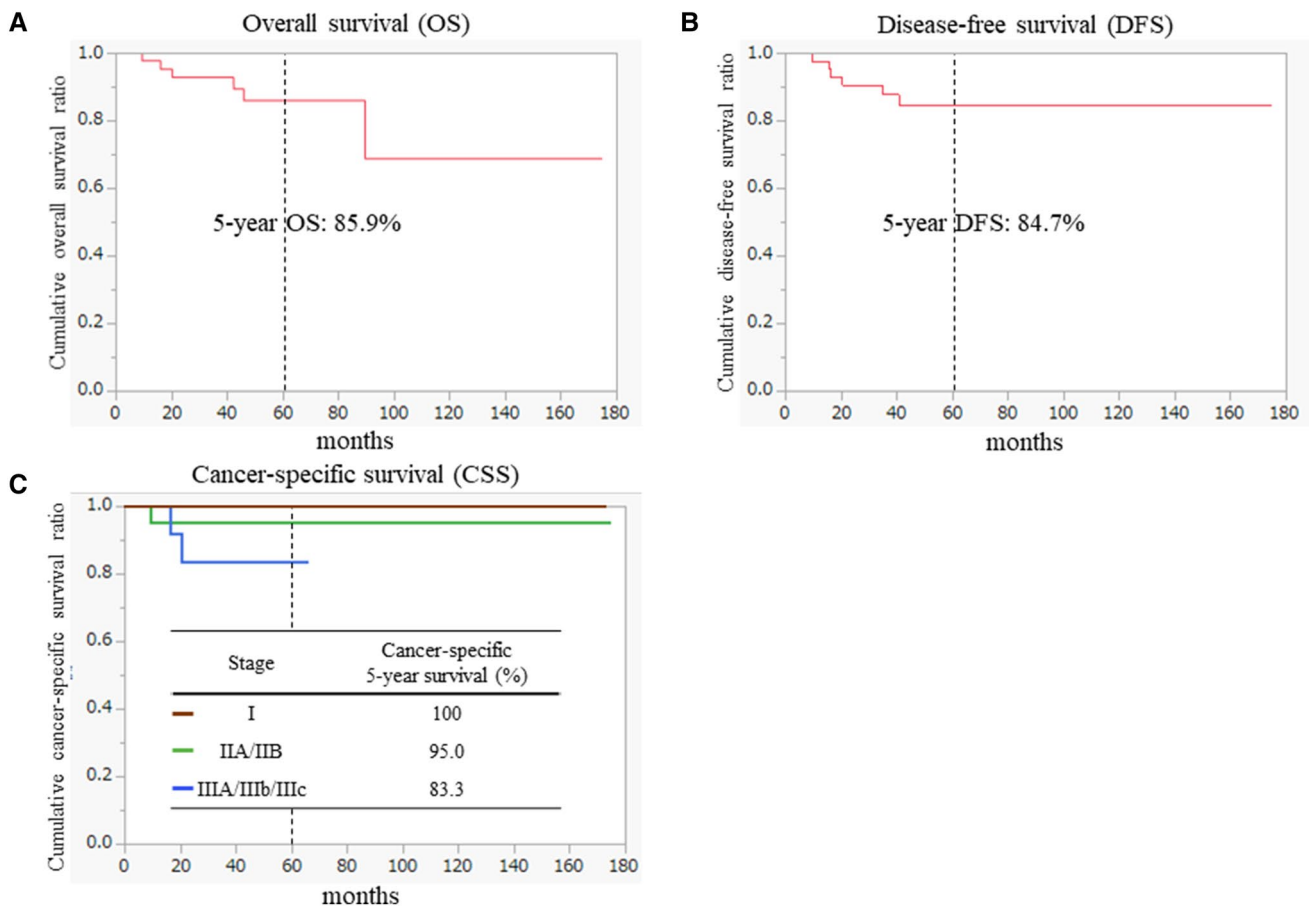 A
Overall survival (OS)
Cumulative overall survival ratio
1.0
0.8
0.6
0.4
0.2
0.0
5-year OS: 85.9%
0 20 40 60 80 100 120 140 160 180
months
B
Disease-free survival (DFS)
Cumulative disease-free survival ratio
1.0
0.8
0.6
0.4
0.2
0.0
5-year DFS: 84.7%
0 20 40 60 80 100 120 140 160 180
months
C
Cancer-specific survival (CSS)
Cumulative cancer-specific survival ratio
1.0
0.8
0.6
0.4
0.2
0.0
Stage
Cancer-specific
5-year survival (%)
I 100
IIA/IIB 95.0
IIIA/IIIb/IIIc 83.3
0 20 40 60 80 100 120 140 160 180
months